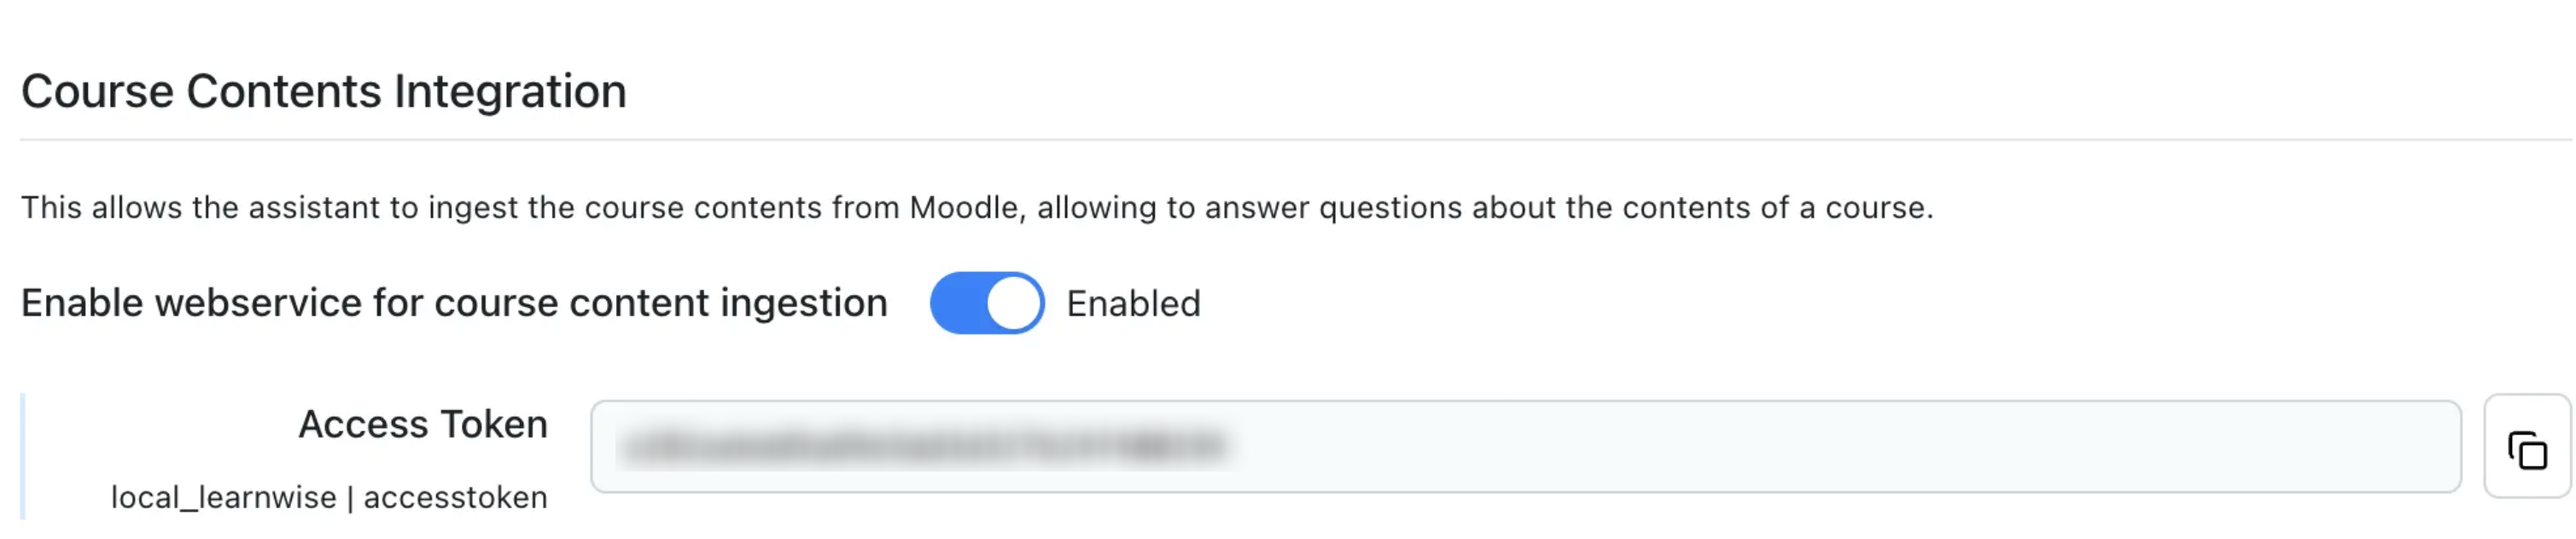 Course Contents Integration
This allows the assistant to ingest the course contents from Moodle, allowing to answer questions about the contents of a course.
Enable webservice for course content ingestion Enabled
Access Token
local_learnwise | accesstoken